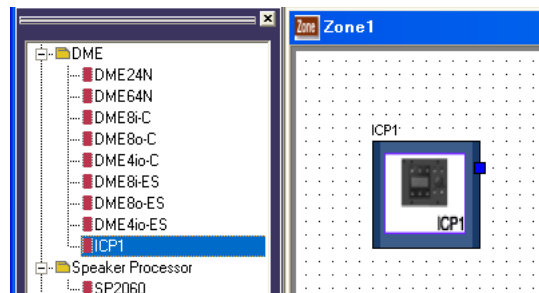 DME
DME24N
DME64N
DME8i-C
DME8o-C
DME4io-C
DME8i-ES
DME8o-ES
DME4io-ES
ICP1
Speaker Processor
SP2060
Zone Zone1
ICP1
ICP1